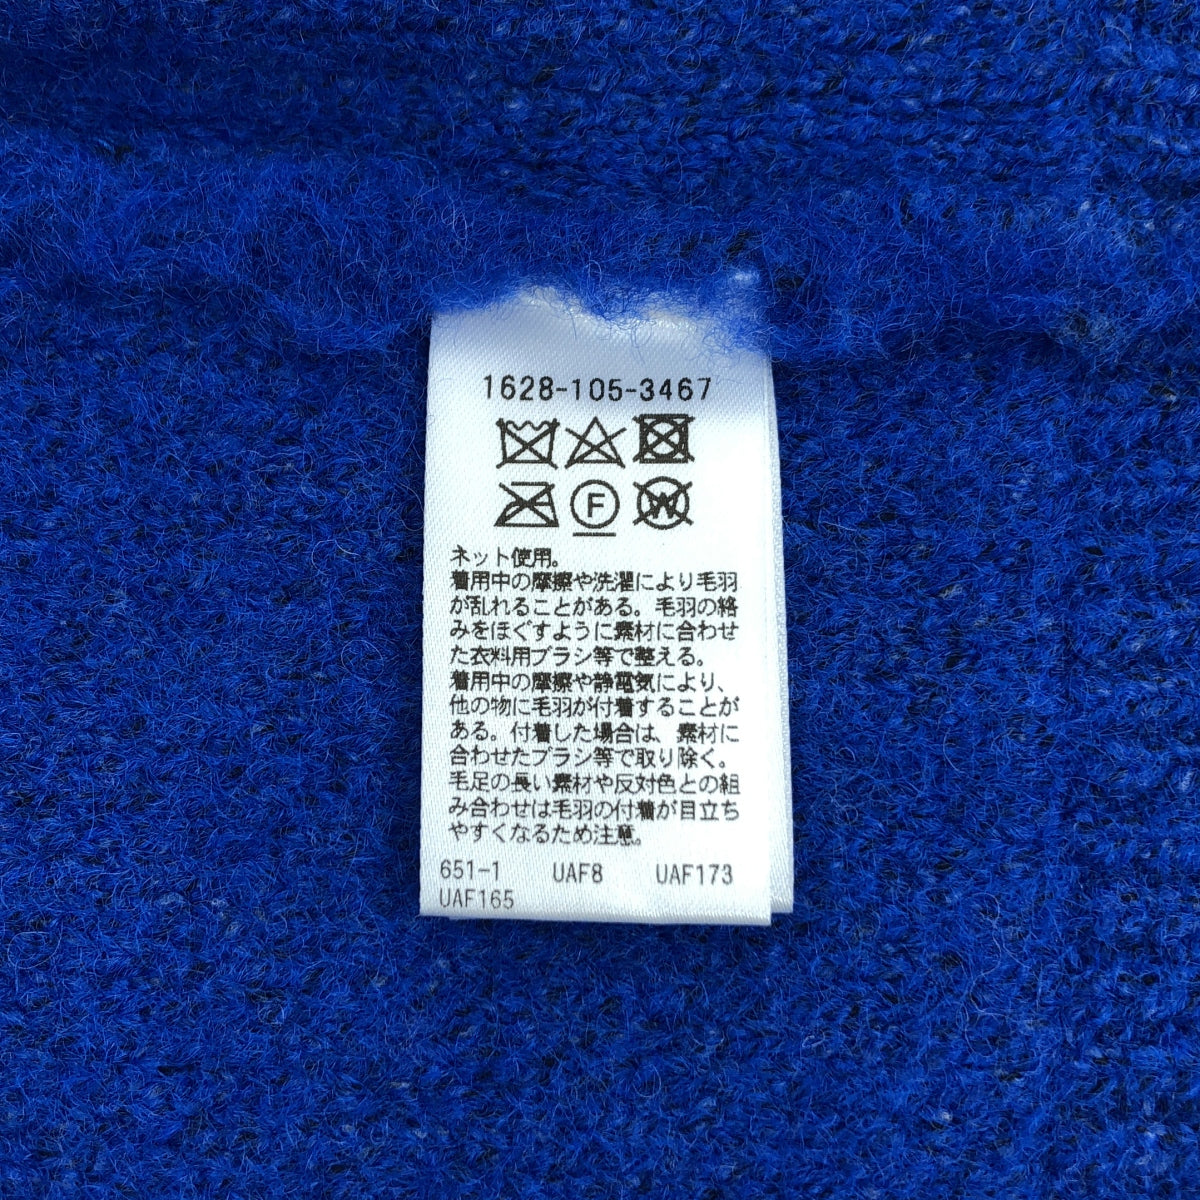 1628-105-3467
F
W
ネット使用。
着用中の摩擦や洗濯により毛羽
が乱れることがある。毛羽の絡
みをほぐすように素材に合わせ
た衣料用ブラシ等で整える。
着用中の摩擦や静電気により、
他の物に毛羽が付着することが
ある。付着した場合は、素材に
合わせたブラシ等で取り除く。
毛足の長い素材や反対色との組
み合わせは毛羽の付着が目立ち
やすくなるため注意。
651-1 UAF8 UAF173
UAF165